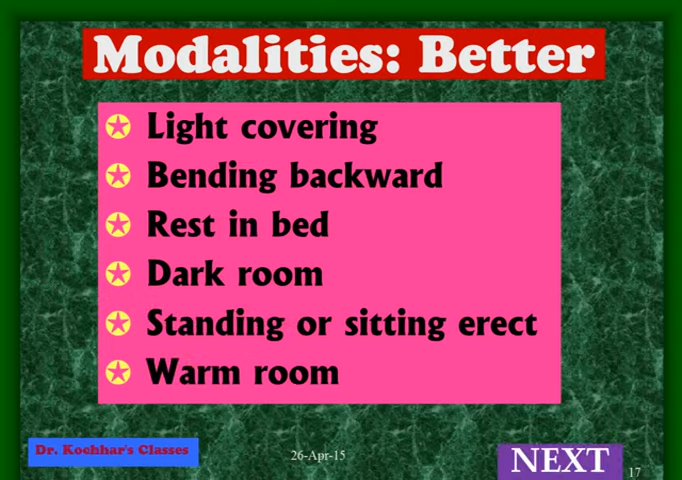 Modalities: Better
Light covering
Bending backward
Rest in bed
Dark room
Standing or sitting erect
Warm room
Dr. Kochhar's Classes
26-Apr-15
NEXT
17